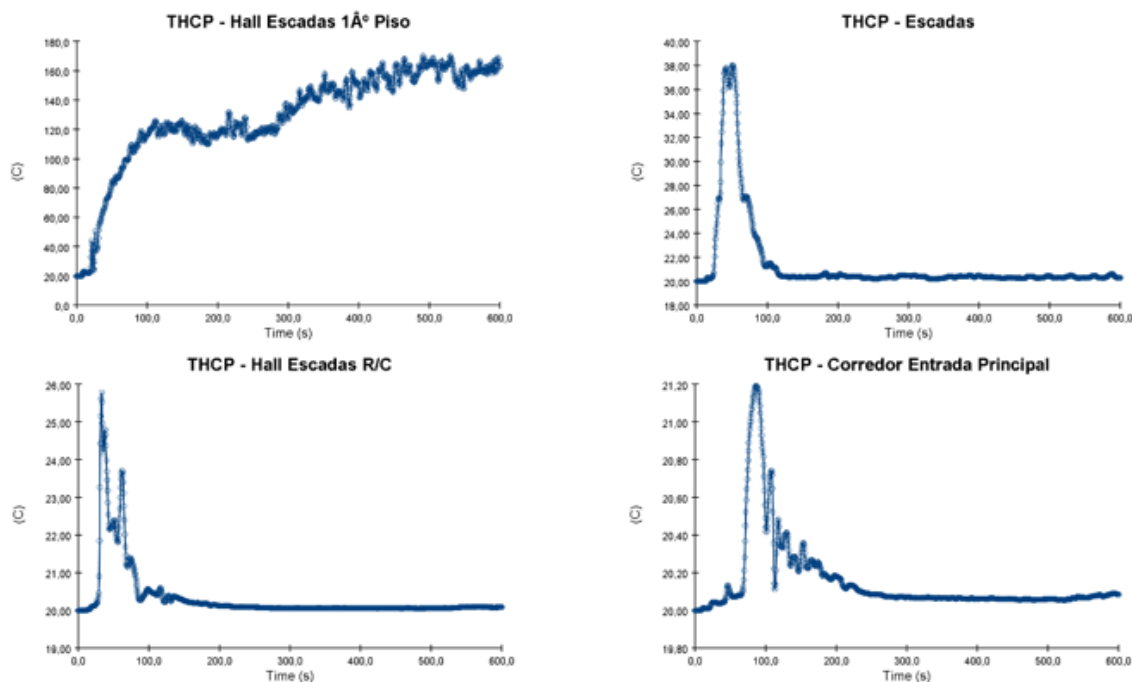 THCP - Hall Escadas 1Âº Piso
180,0
160,0
140,0
120,0
100,0
80,00
60,00
40,00
20,00
0,0
(C)
0,0 100,0 200,0 300,0 400,0 500,0 600,0
Time (s)
THCP - Escadas
40,00
38,00
36,00
34,00
32,00
30,00
28,00
26,00
24,00
22,00
20,00
18,00
(C)
0,0 100,0 200,0 300,0 400,0 500,0 600,0
Time (s)
THCP - Hall Escadas R/C
26,00
25,00
24,00
23,00
22,00
21,00
20,00
19,00
(C)
0,0 100,0 200,0 300,0 400,0 500,0 600,0
Time (s)
THCP - Corredor Entrada Principal
21,20
21,00
20,80
20,60
20,40
20,20
20,00
19,80
(C)
0,0 100,0 200,0 300,0 400,0 500,0 600,0
Time (s)